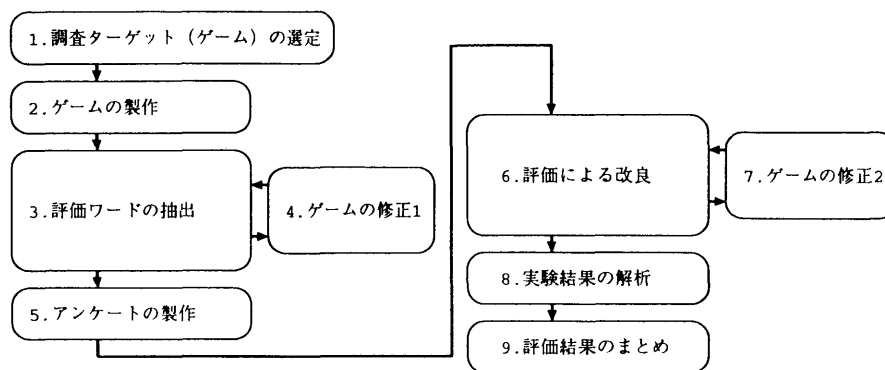 1.調査ターゲット（ゲーム）の選定
2.ゲームの製作
3.評価ワードの抽出
4.ゲームの修正1
5.アンケートの製作
6.評価による改良
7.ゲームの修正2
8.実験結果の解析
9.評価結果のまとめ